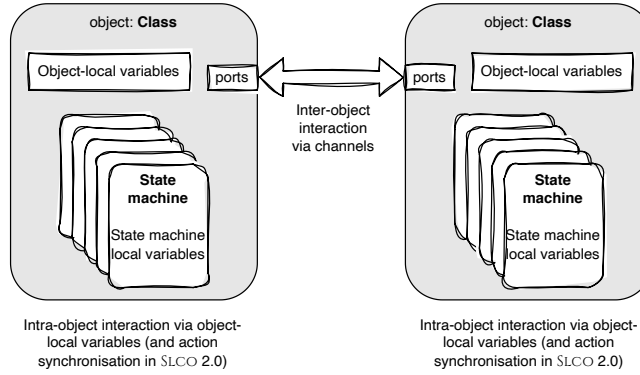 object: Class
Object-local variables
ports
State
machine
State machine
local variables
Intra-object interaction via object-
local variables (and action
synchronisation in SLCO 2.0)
Inter-object
interaction
via channels
object: Class
ports
Object-local variables
State
machine
State machine
local variables
Intra-object interaction via object-
local variables (and action
synchronisation in SLCO 2.0)